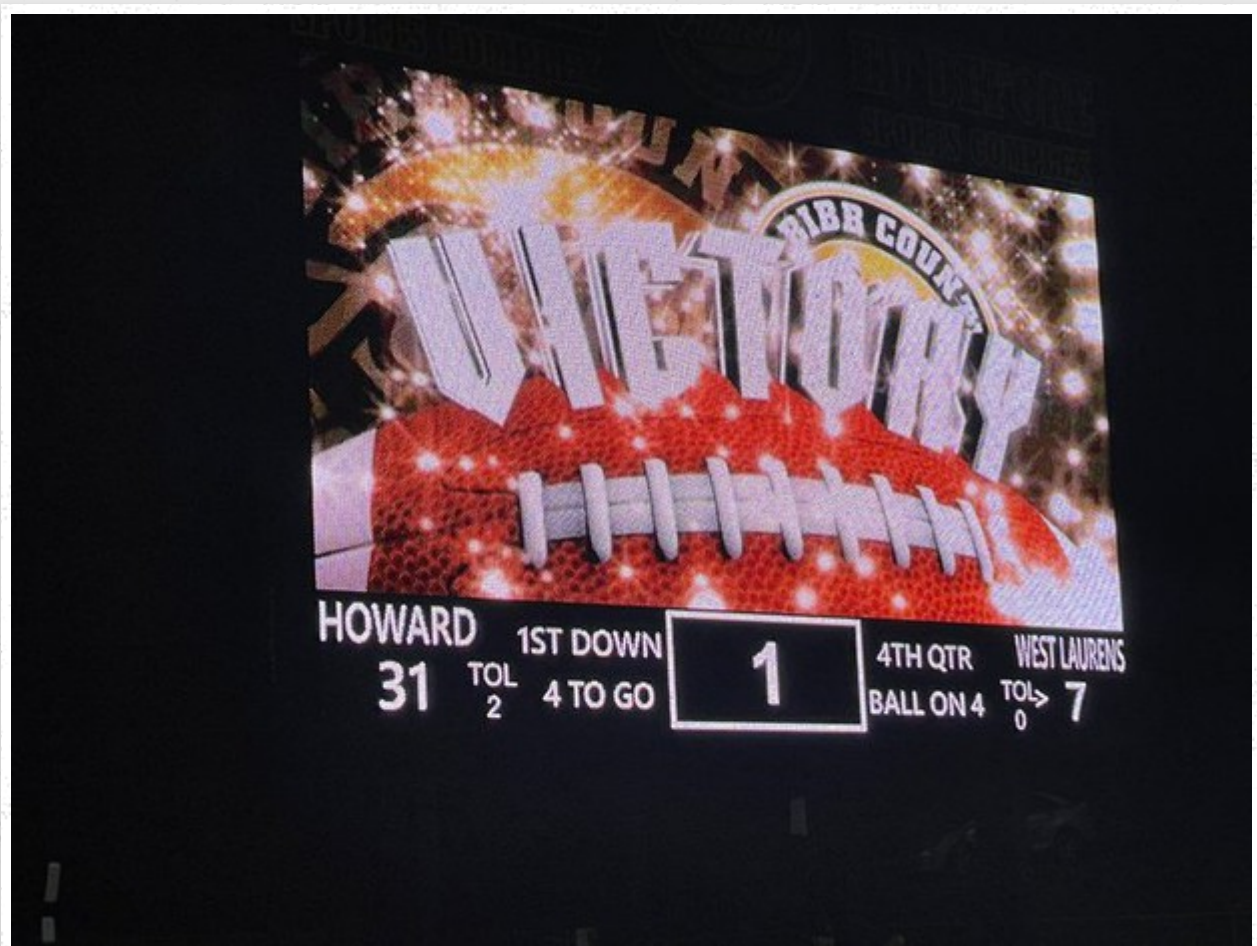 BIBB COUNTY
VICTORY
HOWARD
31
TOL
2
1ST DOWN
4 TO GO
1
4TH QTR
BALL ON 4
WEST LAURENS
TOL>
0
7